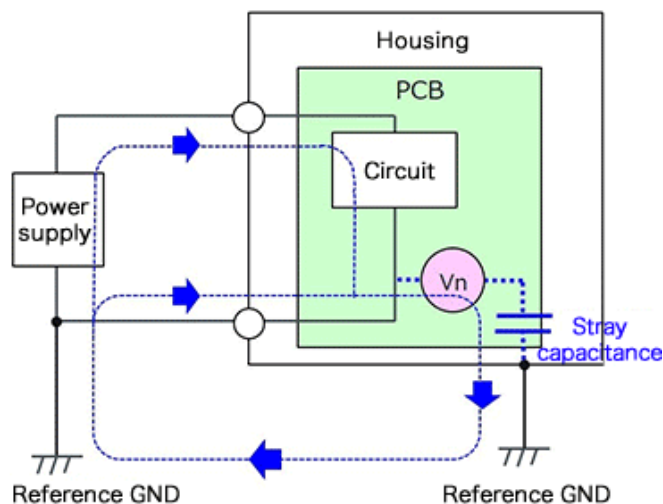 Housing
PCB
Circuit
Power
supply
Vn
Stray
capacitance
Reference GND
Reference GND